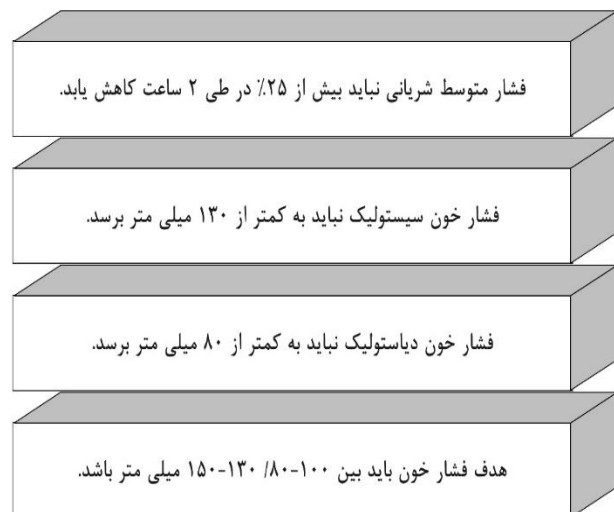 فشار متوسط شریانی نباید بیش از ۲۵٪ در طی ۲ ساعت کاهش یابد.
فشار خون سیستولیک نباید به کمتر از ۱۳۰ میلی متر برسد.
فشار خون دیاستولیک نباید به کمتر از ۸۰ میلی متر برسد.
هدف فشار خون باید بین ۱۰۰-۸۰/ ۱۳۰-۱۵۰ میلی متر باشد.